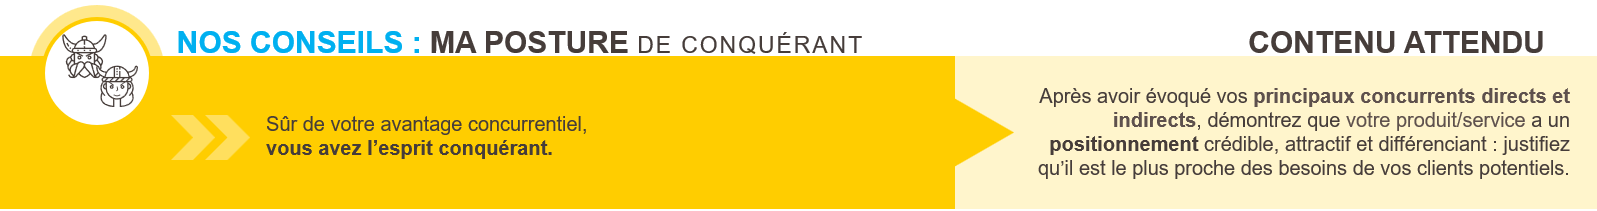 NOS CONSEILS : MA POSTURE DE CONQUÉRANT
Sûr de votre avantage concurrentiel,
vous avez l’esprit conquérant.
CONTENU ATTENDU
Après avoir évoqué vos principaux concurrents directs et
indirects, démontrez que votre produit/service a un
positionnement crédible, attractif et différenciant : justifiez
qu’il est le plus proche des besoins de vos clients potentiels.